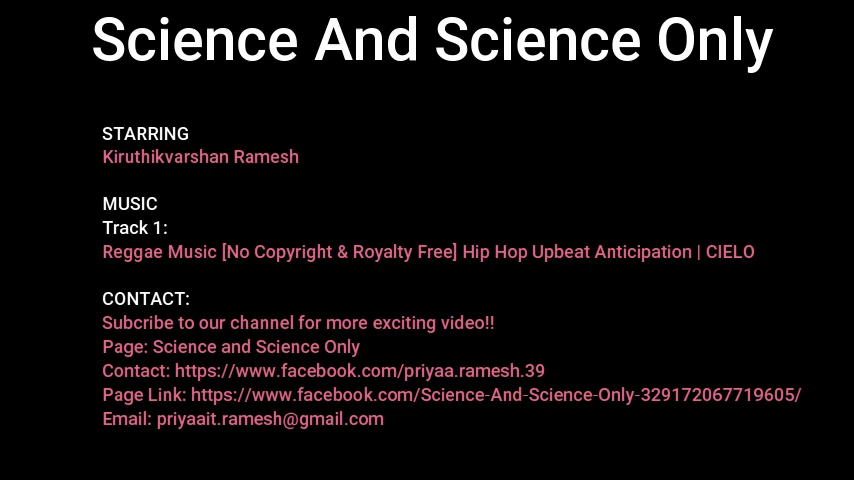 Science And Science Only
STARRING
Kiruthikvarshan Ramesh
MUSIC
Track 1:
Reggae Music [No Copyright & Royalty Free] Hip Hop Upbeat Anticipation | CIELO
CONTACT:
Subcribe to our channel for more exciting video!!
Page: Science and Science Only
Contact: https://www.facebook.com/priyaa.ramesh.39
Page Link: https://www.facebook.com/Science-And-Science-Only-329172067719605/
Email: priyaait.ramesh@gmail.com